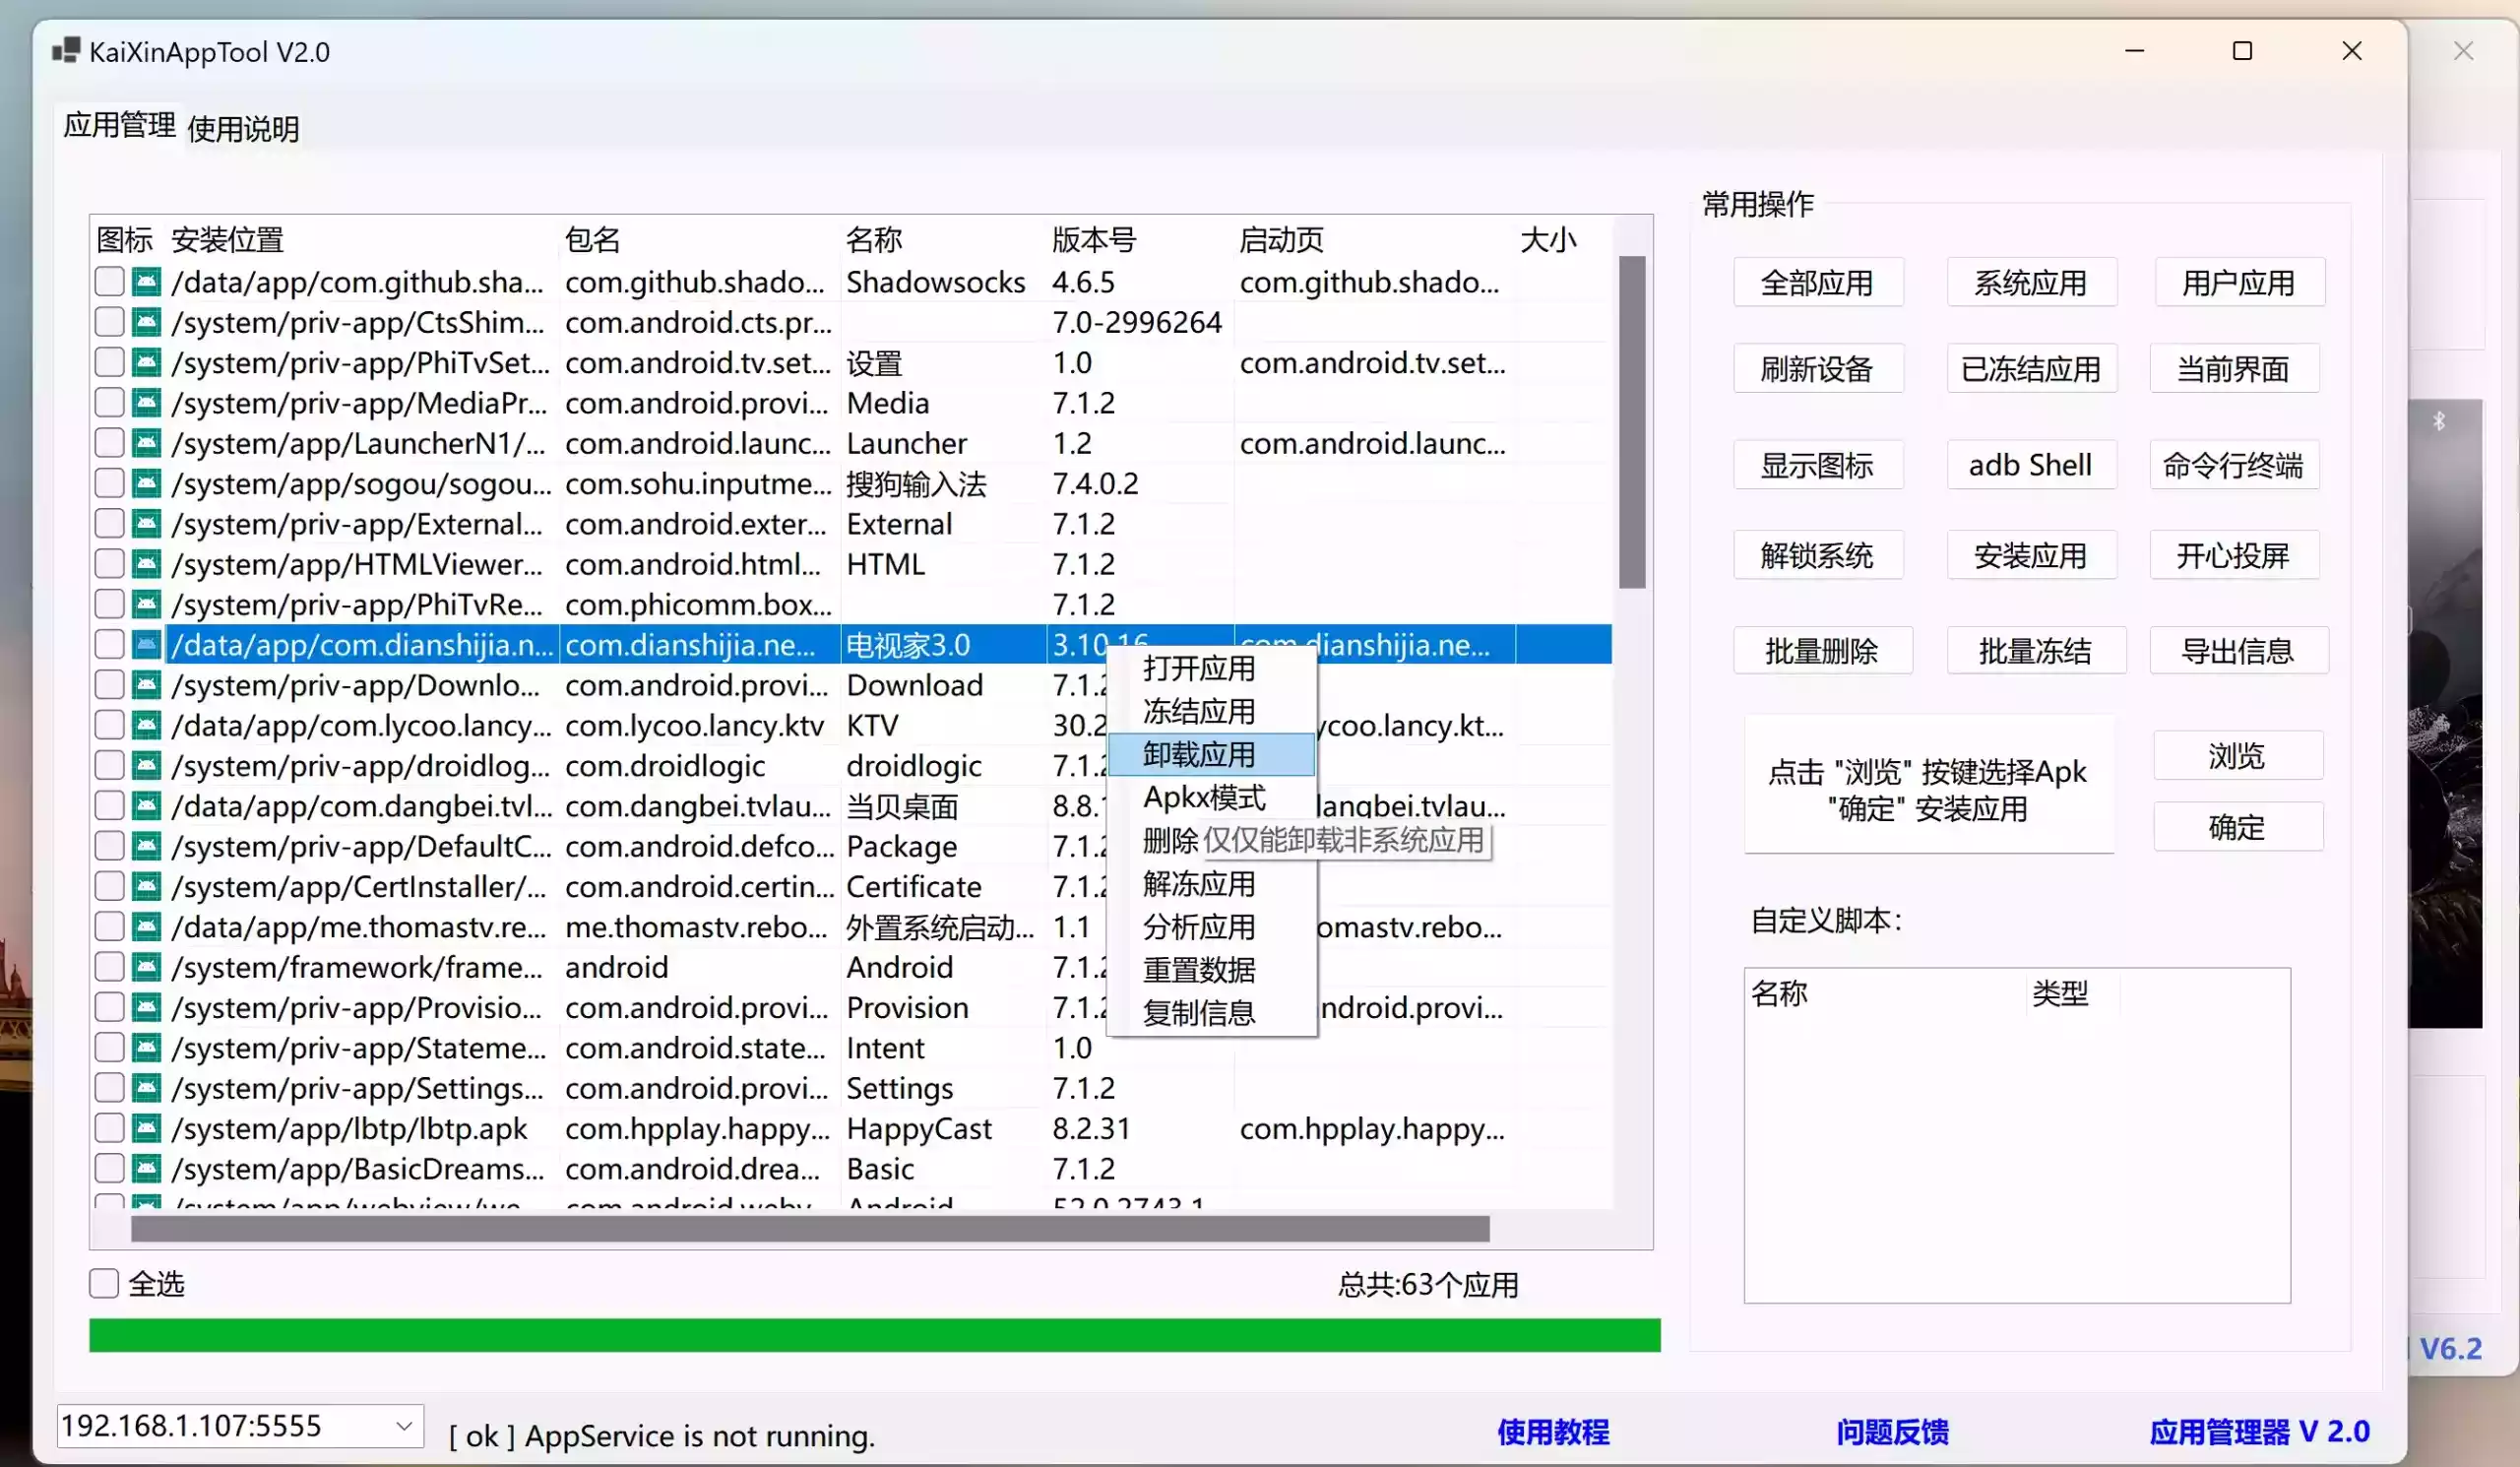 KaiXinAppTool V2.0
应用管理 使用说明
图标 安装位置 包名 名称 版本号 启动页 大小
/data/app/com.github.sha... com.github.shado... Shadowsocks 4.6.5 com.github.shado...
/system/priv-app/CtsShim... com.android.cts.pr... 7.0-2996264
/system/priv-app/PhiTvSet... com.android.tv.set... 设置 1.0 com.android.tv.set...
/system/priv-app/MediaPr... com.android.provi... Media 7.1.2
/system/app/LauncherN1/... com.android.launc... Launcher 1.2 com.android.launc...
/system/app/sogou/sogou... com.sohu.inputme... 搜狗输入法 7.4.0.2
/system/priv-app/External... com.android.exter... External 7.1.2
/system/app/HTMLViewer... com.android.html... HTML 7.1.2
/system/priv-app/PhiTvRe... com.phicomm.box... 7.1.2
/data/app/com.dianshijia.n... com.dianshijia.ne... 电视家3.0 3.10.16 com.dianshijia.ne...
/system/priv-app/Downlo... com.android.provi... Download 7.1.2
/data/app/com.lycoo.lancy... com.lycoo.lancy.ktv KTV 30.2 ycoo.lancy.kt...
/system/priv-app/droidlog... com.droidlogic droidlogic 7.1.2
/data/app/com.dangbei.tvl... com.dangbei.tvlau... 当贝桌面 8.8. langbei.tvlau...
/system/priv-app/DefaultC... com.android.defco... Package 7.1.2
/system/app/CertInstaller/... com.android.certin... Certificate 7.1.2
/data/app/me.thomastv.re... me.thomastv.rebo... 外置系统启动... 1.1 omastv.rebo...
/system/framework/frame... android Android 7.1.2
/system/priv-app/Provisio... com.android.provi... Provision 7.1.2 ndroid.provi...
/system/priv-app/Stateme... com.android.state... Intent 1.0
/system/priv-app/Settings... com.android.provi... Settings 7.1.2
/system/app/lbtp/lbtp.apk com.hpplay.happy... HappyCast 8.2.31 com.hpplay.happy...
/system/app/BasicDreams... com.android.drea... Basic 7.1.2
/system/app/webview/we... com.android.webv... Android 52.0.2743.1
打开应用
冻结应用
卸载应用
Apkx模式
删除 仅仅能卸载非系统应用
解冻应用
分析应用
重置数据
复制信息
全选 总共:63个应用
常用操作
全部应用 系统应用 用户应用
刷新设备 已冻结应用 当前界面
显示图标 adb Shell 命令行终端
解锁系统 安装应用 开心投屏
批量删除 批量冻结 导出信息
点击 "浏览" 按键选择Apk
"确定" 安装应用
浏览
确定
自定义脚本:
名称 类型
V6.2
192.168.1.107:5555 [ ok ] AppService is not running. 使用教程 问题反馈 应用管理器 V 2.0